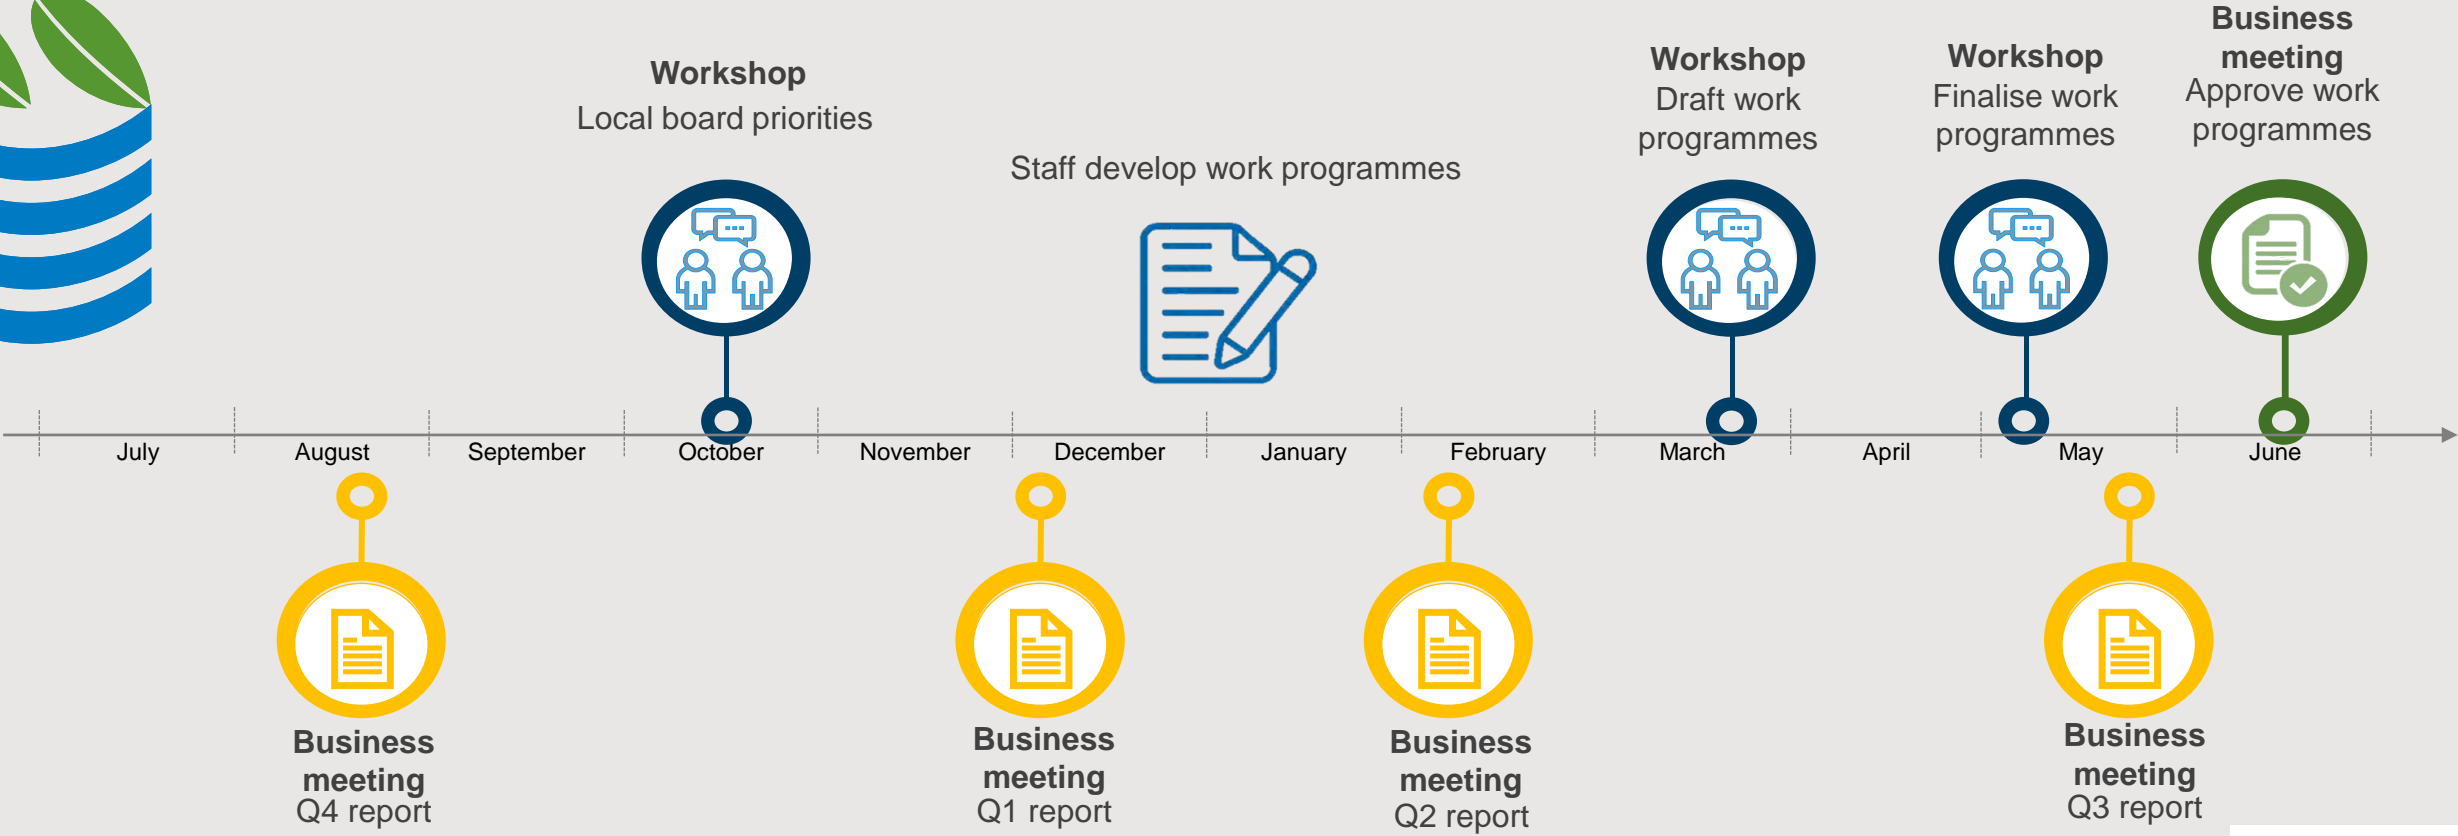 Workshop
Local board priorities
Staff develop work programmes
Workshop
Draft work
programmes
Workshop
Finalise work
programmes
Business
meeting
Approve work
programmes
July
August
September
October
November
December
January
February
March
April
May
June
Business
meeting
Q4 report
Business
meeting
Q1 report
Business
meeting
Q2 report
Business
meeting
Q3 report